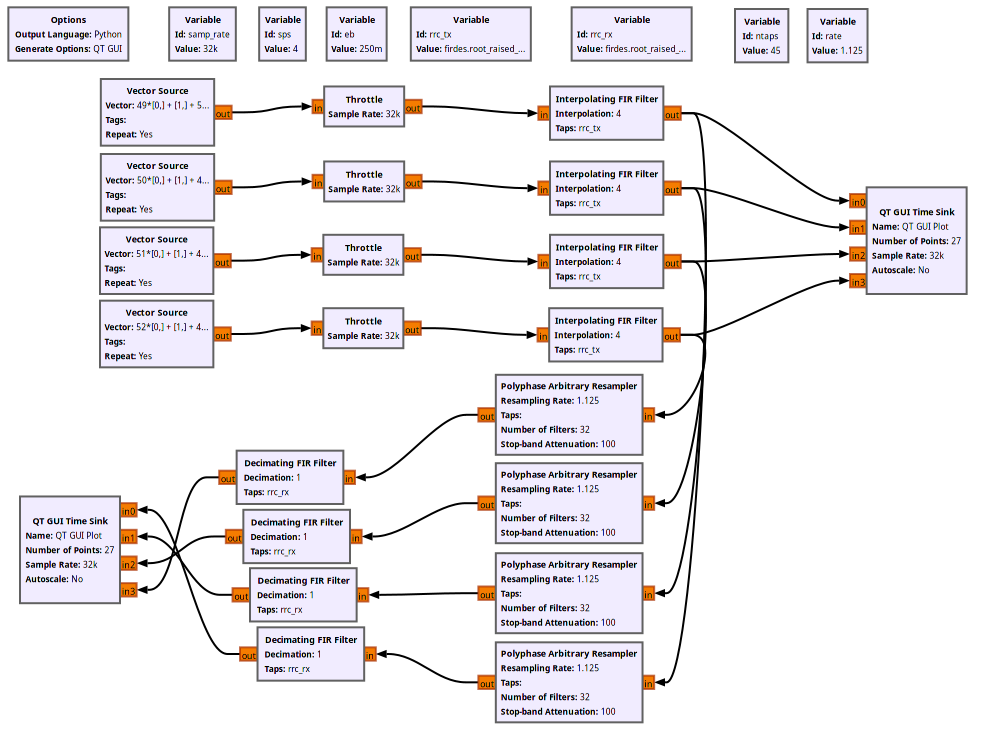 Options
Output Language: Python
Generate Options: QT GUI
Variable
Id: samp_rate
Value: 32k
Variable
Id: sps
Value: 4
Variable
Id: eb
Value: 250m
Variable
Id: rrc_tx
Value: firdes.root_raised_...
Variable
Id: rrc_rx
Value: firdes.root_raised_...
Variable
Id: ntaps
Value: 45
Variable
Id: rate
Value: 1.125
Vector Source
Vector: 49*[0,] + [1,] + 5...
Tags:
Repeat: Yes
out
in
Throttle
Sample Rate: 32k
out
in
Interpolating FIR Filter
Interpolation: 4
Taps: rrc_tx
out
Vector Source
Vector: 50*[0,] + [1,] + 4...
Tags:
Repeat: Yes
out
in
Throttle
Sample Rate: 32k
out
in
Interpolating FIR Filter
Interpolation: 4
Taps: rrc_tx
out
Vector Source
Vector: 51*[0,] + [1,] + 4...
Tags:
Repeat: Yes
out
in
Throttle
Sample Rate: 32k
out
in
Interpolating FIR Filter
Interpolation: 4
Taps: rrc_tx
out
Vector Source
Vector: 52*[0,] + [1,] + 4...
Tags:
Repeat: Yes
out
in
Throttle
Sample Rate: 32k
out
in
Interpolating FIR Filter
Interpolation: 4
Taps: rrc_tx
out
in0
in1
in2
in3
QT GUI Time Sink
Name: QT GUI Plot
Number of Points: 27
Sample Rate: 32k
Autoscale: No
out
Polyphase Arbitrary Resampler
Resampling Rate: 1.125
Taps:
Number of Filters: 32
Stop-band Attenuation: 100
in
out
Polyphase Arbitrary Resampler
Resampling Rate: 1.125
Taps:
Number of Filters: 32
Stop-band Attenuation: 100
in
out
Polyphase Arbitrary Resampler
Resampling Rate: 1.125
Taps:
Number of Filters: 32
Stop-band Attenuation: 100
in
out
Polyphase Arbitrary Resampler
Resampling Rate: 1.125
Taps:
Number of Filters: 32
Stop-band Attenuation: 100
in
out
Decimating FIR Filter
Decimation: 1
Taps: rrc_rx
in
out
Decimating FIR Filter
Decimation: 1
Taps: rrc_rx
in
out
Decimating FIR Filter
Decimation: 1
Taps: rrc_rx
in
out
Decimating FIR Filter
Decimation: 1
Taps: rrc_rx
in
QT GUI Time Sink
Name: QT GUI Plot
Number of Points: 27
Sample Rate: 32k
Autoscale: No
in0
in1
in2
in3